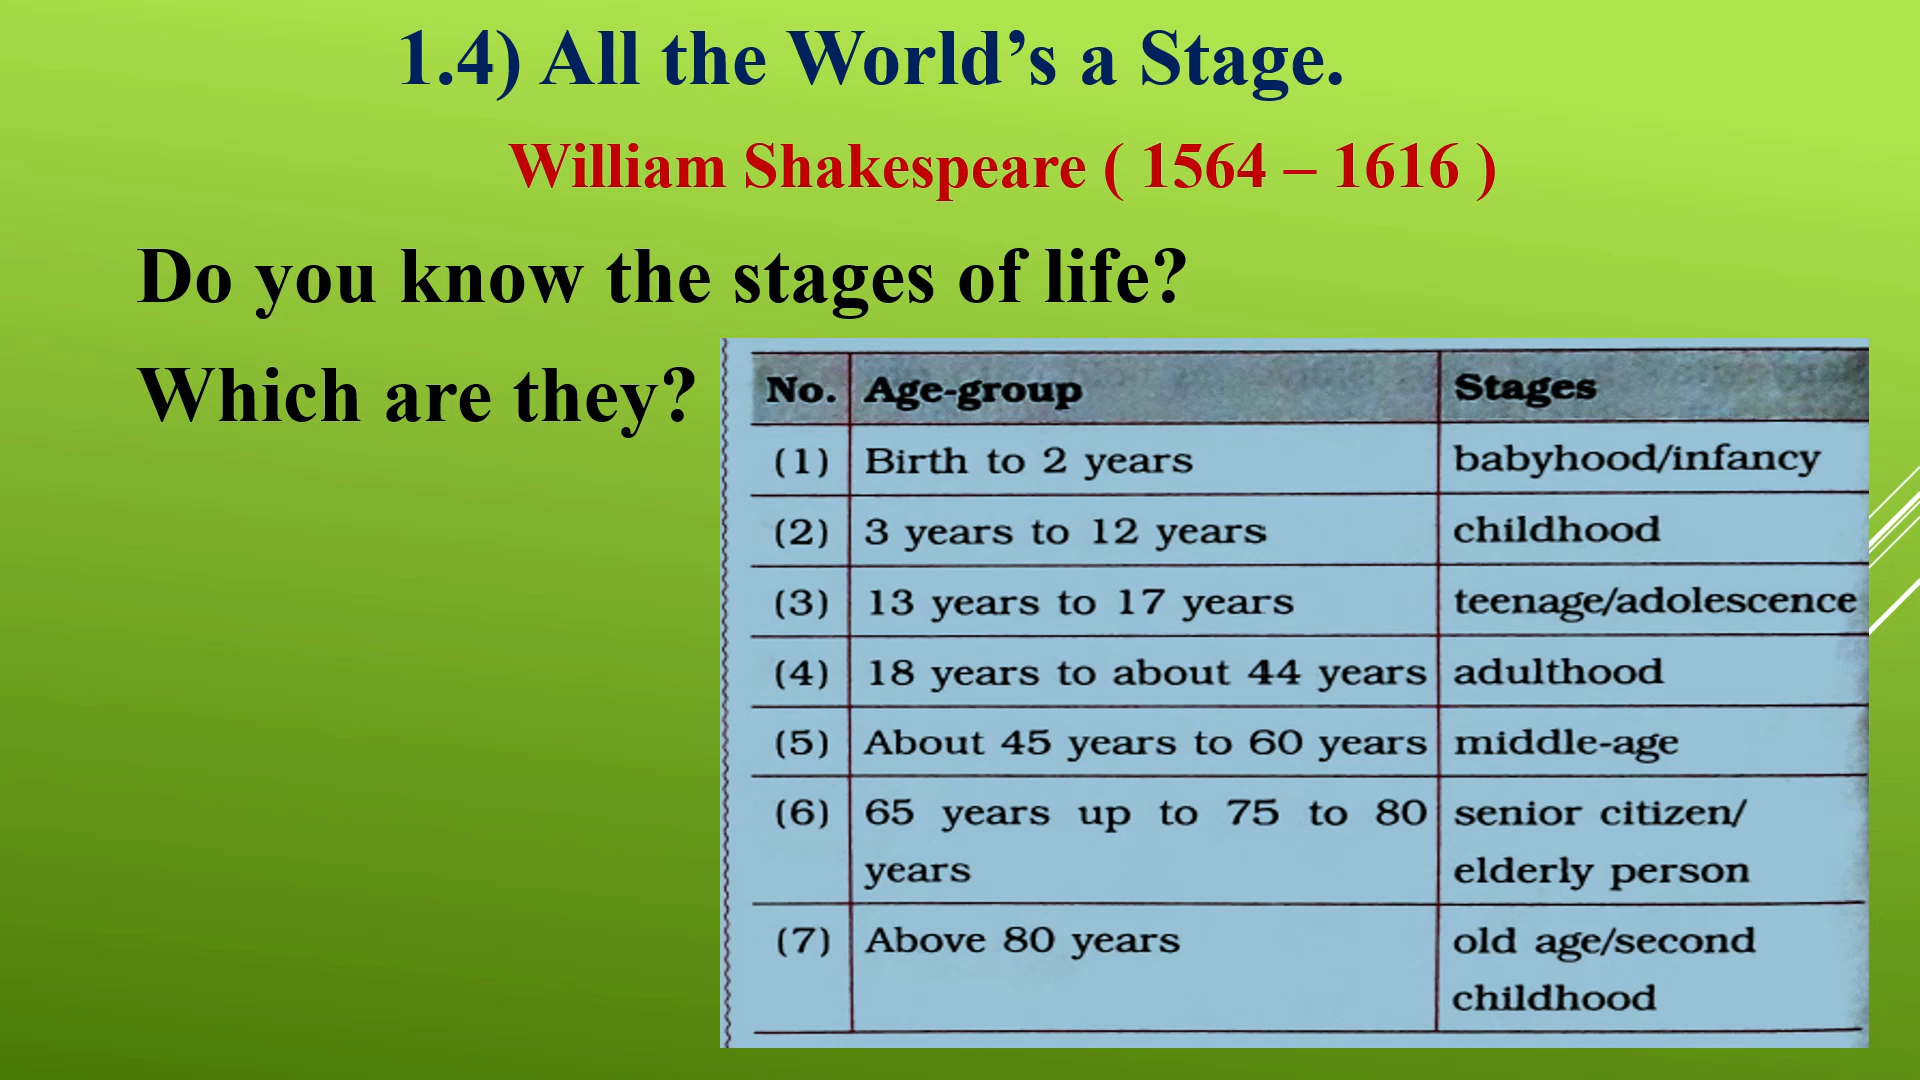 1.4) All the World’s a Stage.
William Shakespeare ( 1564 – 1616 )
Do you know the stages of life?
Which are they?
No. Age-group Stages
(1) Birth to 2 years babyhood/infancy
(2) 3 years to 12 years childhood
(3) 13 years to 17 years teenage/adolescence
(4) 18 years to about 44 years adulthood
(5) About 45 years to 60 years middle-age
(6) 65 years up to 75 to 80 senior citizen/
years elderly person
(7) Above 80 years old age/second
childhood